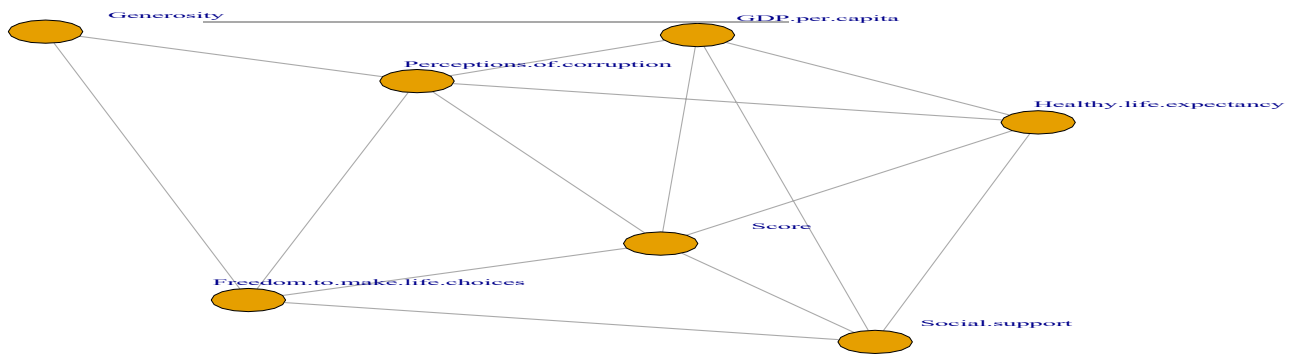 Generosity
GDP.per.capita
Perceptions.of.corruption
Healthy.life.expectancy
Score
Freedom.to.make.life.choices
Social.support